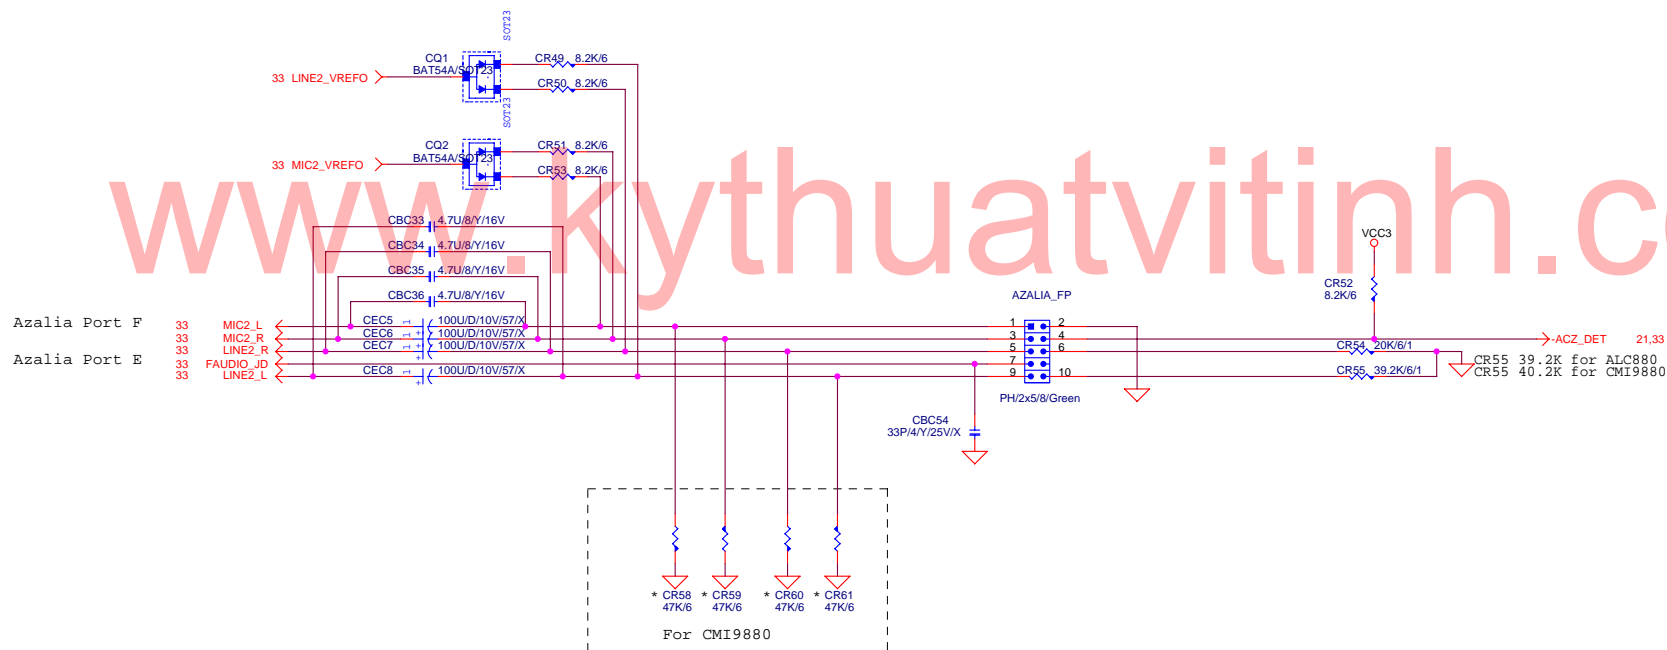 SOT23
CQ1
BAT54A/SOT23
CR49 8.2K/6
33 LINE2_VREFO
CR50 8.2K/6
SOT23
CQ2
BAT54A/SOT23
CR51 8.2K/6
33 MIC2_VREFO
CR53 8.2K/6
www.kythuatvitinh.c
CBC33 4.7U/8/Y/16V
CBC34 4.7U/8/Y/16V
CBC35 4.7U/8/Y/16V
CBC36 4.7U/8/Y/16V
VCC3
CR52
8.2K/6
AZALIA_FP
Azalia Port F
33 MIC2_L
CEC5 1 100U/D/10V/57/X
1 2
33 MIC2_R
CEC6 1 + 100U/D/10V/57/X
3 4
-ACZ_DET 21,33
33 LINE2_R
CEC7 1 + 100U/D/10V/57/X
5 6
CR54 20K/6/1
Azalia Port E
33 FAUDIO_JD
+
7
CR55 39.2K for ALC880
33 LINE2_L
CEC8 1 + 100U/D/10V/57/X
9 10
CR55 39.2K/6/1
CR55 40.2K for CMI9880
PH/2x5/8/Green
CBC54
33P/4/Y/25V/X
* CR58 * CR59 * CR60 * CR61
47K/6 47K/6 47K/6 47K/6
For CMI9880